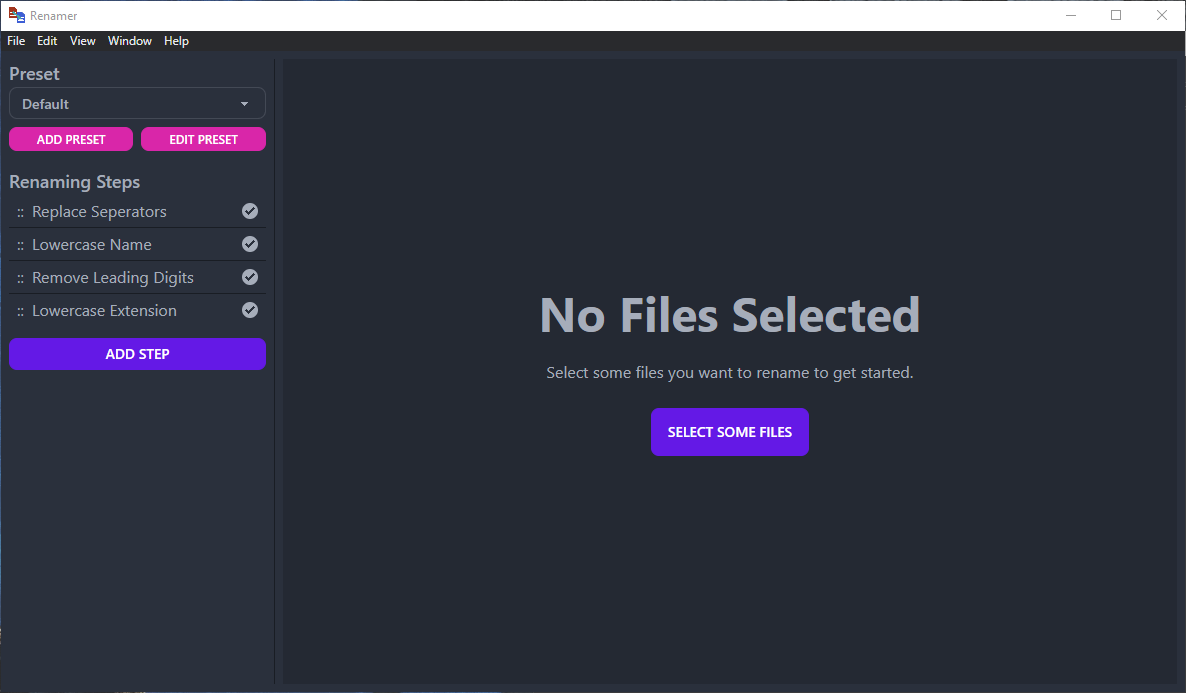 Renamer
File Edit View Window Help
Preset
Default
ADD PRESET EDIT PRESET
Renaming Steps
:: Replace Seperators
:: Lowercase Name
:: Remove Leading Digits
:: Lowercase Extension
ADD STEP
No Files Selected
Select some files you want to rename to get started.
SELECT SOME FILES